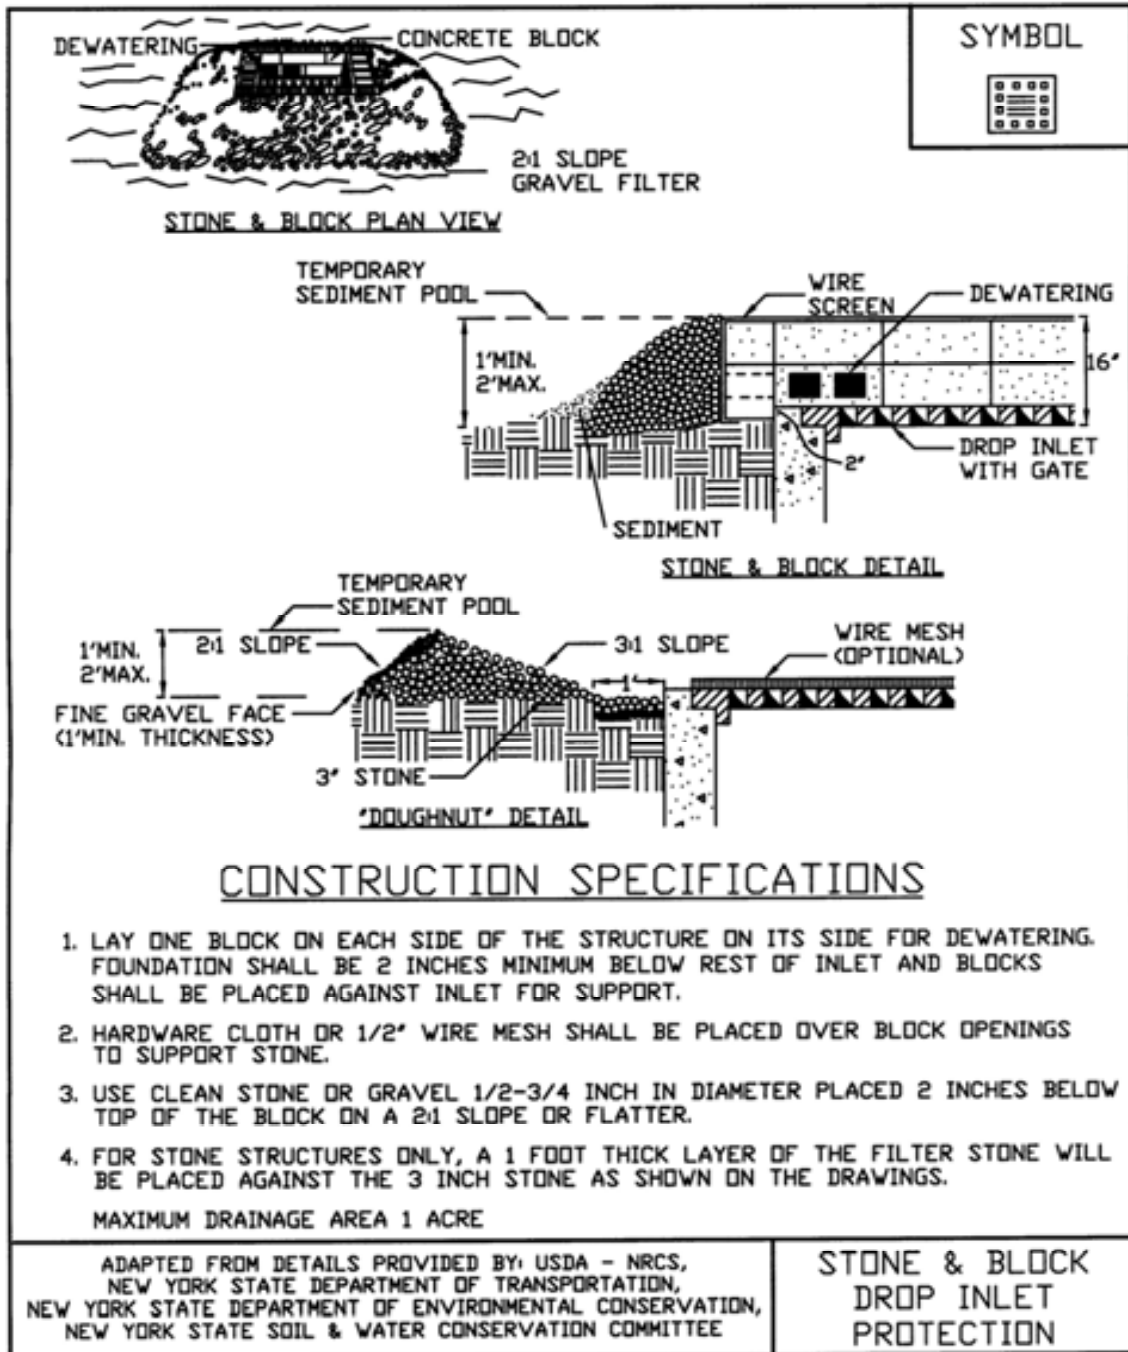 DEWATERING
CONCRETE BLOCK
2:1 SLOPE
GRAVEL FILTER
STONE & BLOCK PLAN VIEW
SYMBOL
TEMPORARY
SEDIMENT POOL
WIRE
SCREEN
DEWATERING
1'MIN.
2'MAX.
16"
DROP INLET
WITH GATE
2"
SEDIMENT
STONE & BLOCK DETAIL
TEMPORARY
SEDIMENT POOL
1'MIN.
2'MAX.
2:1 SLOPE
3:1 SLOPE
WIRE MESH
(OPTIONAL)
1'
FINE GRAVEL FACE
(1'MIN. THICKNESS)
3" STONE
"DOUGHNUT" DETAIL
CONSTRUCTION SPECIFICATIONS
1. LAY ONE BLOCK ON EACH SIDE OF THE STRUCTURE ON ITS SIDE FOR DEWATERING.
FOUNDATION SHALL BE 2 INCHES MINIMUM BELOW REST OF INLET AND BLOCKS
SHALL BE PLACED AGAINST INLET FOR SUPPORT.
2. HARDWARE CLOTH OR 1/2" WIRE MESH SHALL BE PLACED OVER BLOCK OPENINGS
TO SUPPORT STONE.
3. USE CLEAN STONE OR GRAVEL 1/2-3/4 INCH IN DIAMETER PLACED 2 INCHES BELOW
TOP OF THE BLOCK ON A 2:1 SLOPE OR FLATTER.
4. FOR STONE STRUCTURES ONLY, A 1 FOOT THICK LAYER OF THE FILTER STONE WILL
BE PLACED AGAINST THE 3 INCH STONE AS SHOWN ON THE DRAWINGS.
MAXIMUM DRAINAGE AREA 1 ACRE
ADAPTED FROM DETAILS PROVIDED BY: USDA - NRCS,
NEW YORK STATE DEPARTMENT OF TRANSPORTATION,
NEW YORK STATE DEPARTMENT OF ENVIRONMENTAL CONSERVATION,
NEW YORK STATE SOIL & WATER CONSERVATION COMMITTEE
STONE & BLOCK
DROP INLET
PROTECTION